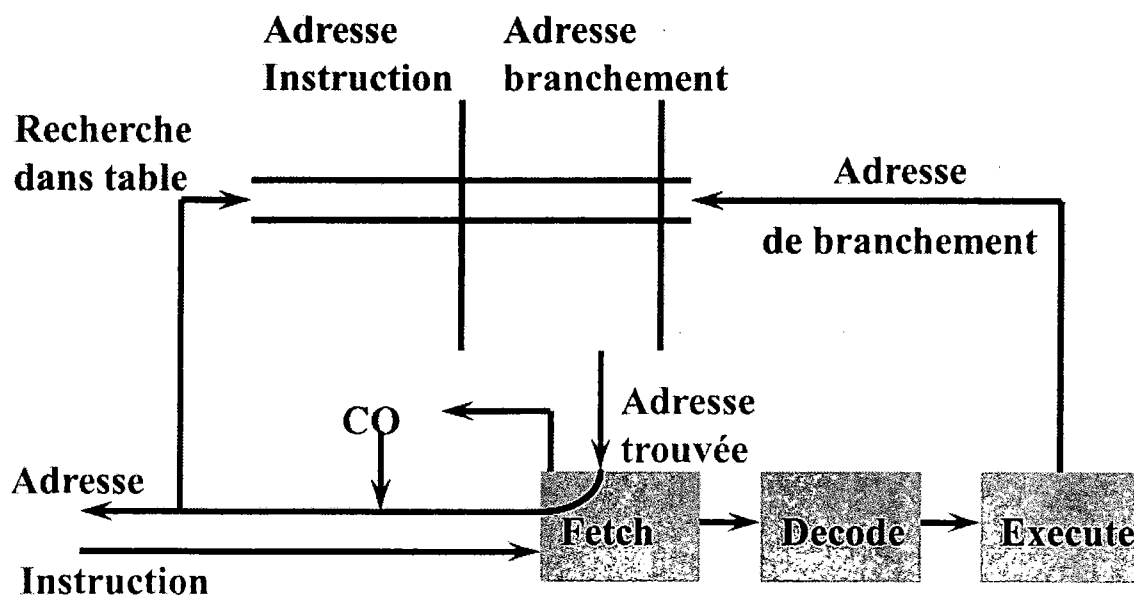 Adresse
Instruction
Adresse
branchement
Recherche
dans table
Adresse
de branchement
CO
Adresse
trouvée
Adresse
Fetch
Decode
Execute
Instruction